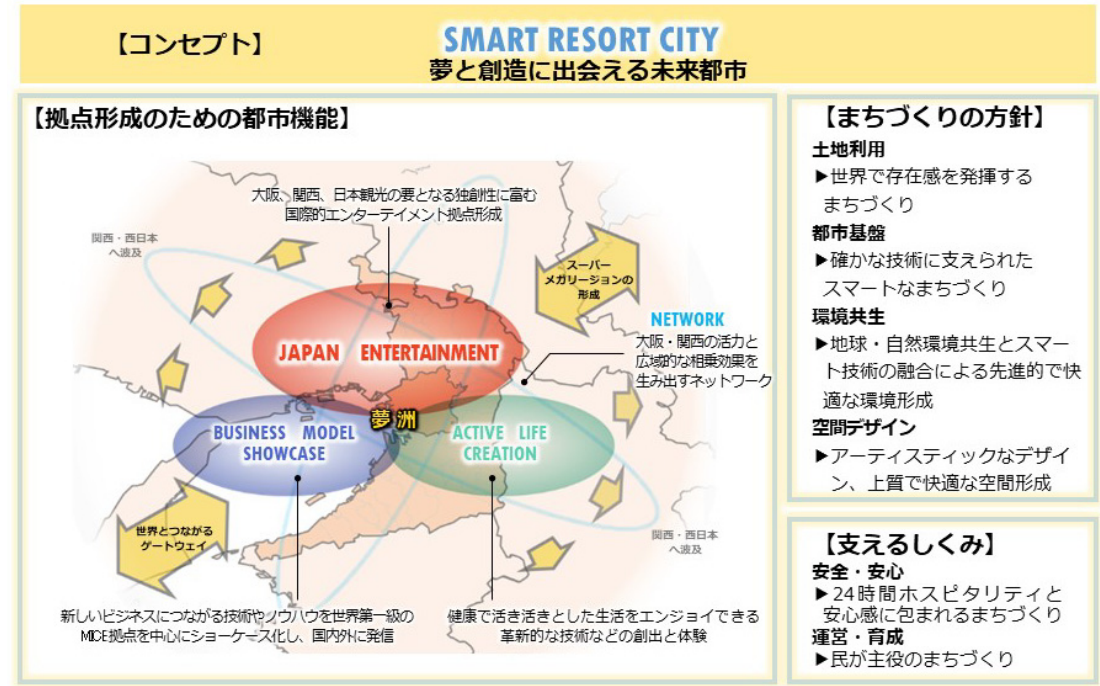 【コンセプト】
SMART RESORT CITY
夢と創造に出会える未来都市
【拠点形成のための都市機能】
大阪、関西、日本観光の要となる独創性に富む
国際的エンターテイメント拠点形成
関西・西日本
へ波及
スーパー
メガリージョンの
形成
NETWORK
大阪・関西の活力と
広域的な相乗効果を
生み出すネットワーク
JAPAN ENTERTAINMENT
夢洲
BUSINESS MODEL
SHOWCASE
ACTIVE LIFE
CREATION
世界とつながる
ゲートウェイ
関西・西日本
へ波及
新しいビジネスにつながる技術やノウハウを世界第一級の
MICE拠点を中心にショーケース化し、国内外に発信
健康で活き活きとした生活をエンジョイできる
革新的な技術などの創出と体験
【まちづくりの方針】
土地利用
▶世界で存在感を発揮する
まちづくり
都市基盤
▶確かな技術に支えられた
スマートなまちづくり
環境共生
▶地球・自然環境共生とスマー
ト技術の融合による先進的で快
適な環境形成
空間デザイン
▶アーティスティックなデザイ
ン、上質で快適な空間形成
【支えるしくみ】
安全・安心
▶24時間ホスピタリティと
安心感に包まれるまちづくり
運営・育成
▶民が主役のまちづくり